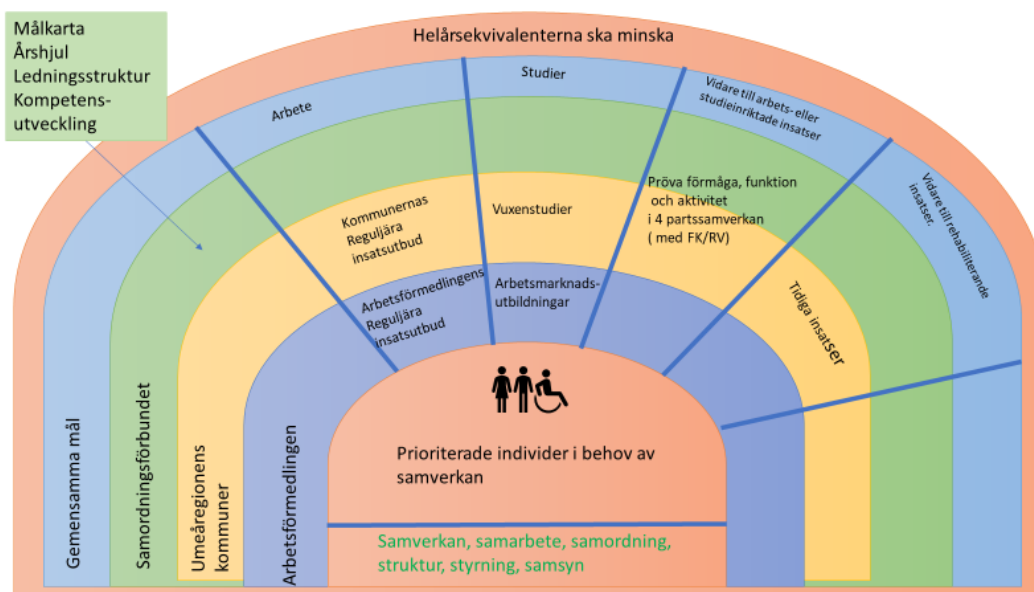 Målkarta
Årshjul
Ledningsstruktur
Kompetens-
utveckling
Helårsekvivalenterna ska minska
Arbete
Studier
Vidare till arbets- eller
studieinriktade insatser
Vidare till rehabiliterande
insatser.
Kommunernas
Reguljära
insatsutbud
Vuxenstudier
Pröva förmåga, funktion
och aktivitet
i 4 partssamverkan
( med FK/RV)
Tidiga insatser
Arbetsförmedlingens
Reguljära
insatsutbud
Arbetsmarknads-
utbildningar
Gemensamma mål
Samordningsförbundet
Umeåregionens
kommuner
Arbetsförmedlingen
Prioriterade individer i behov av
samverkan
Samverkan, samarbete, samordning,
struktur, styrning, samsyn